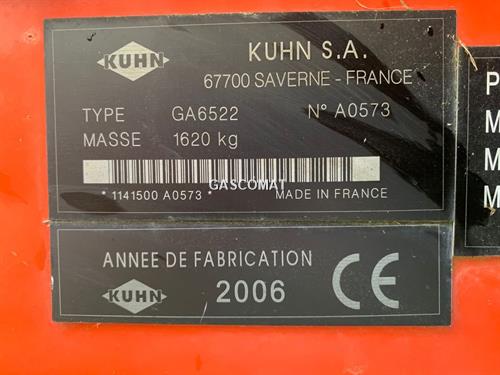 KUHN
KUHN S.A.
67700 SAVERNE - FRANCE
TYPE GA6522 N° A0573
MASSE 1620 kg
* 1141500 A0573 * MADE IN FRANCE
GASCOMAT
ANNEE DE FABRICATION
KUHN 2006 CE
P
M
M
M